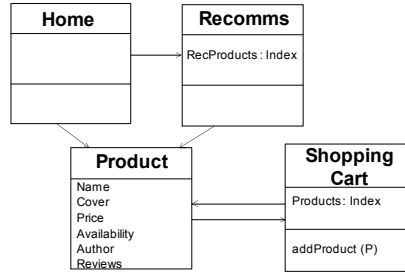 Home
Recomms
RecProducts: Index
Product
Name
Cover
Price
Availability
Author
Reviews
Shopping
Cart
Products: Index
addProduct (P)